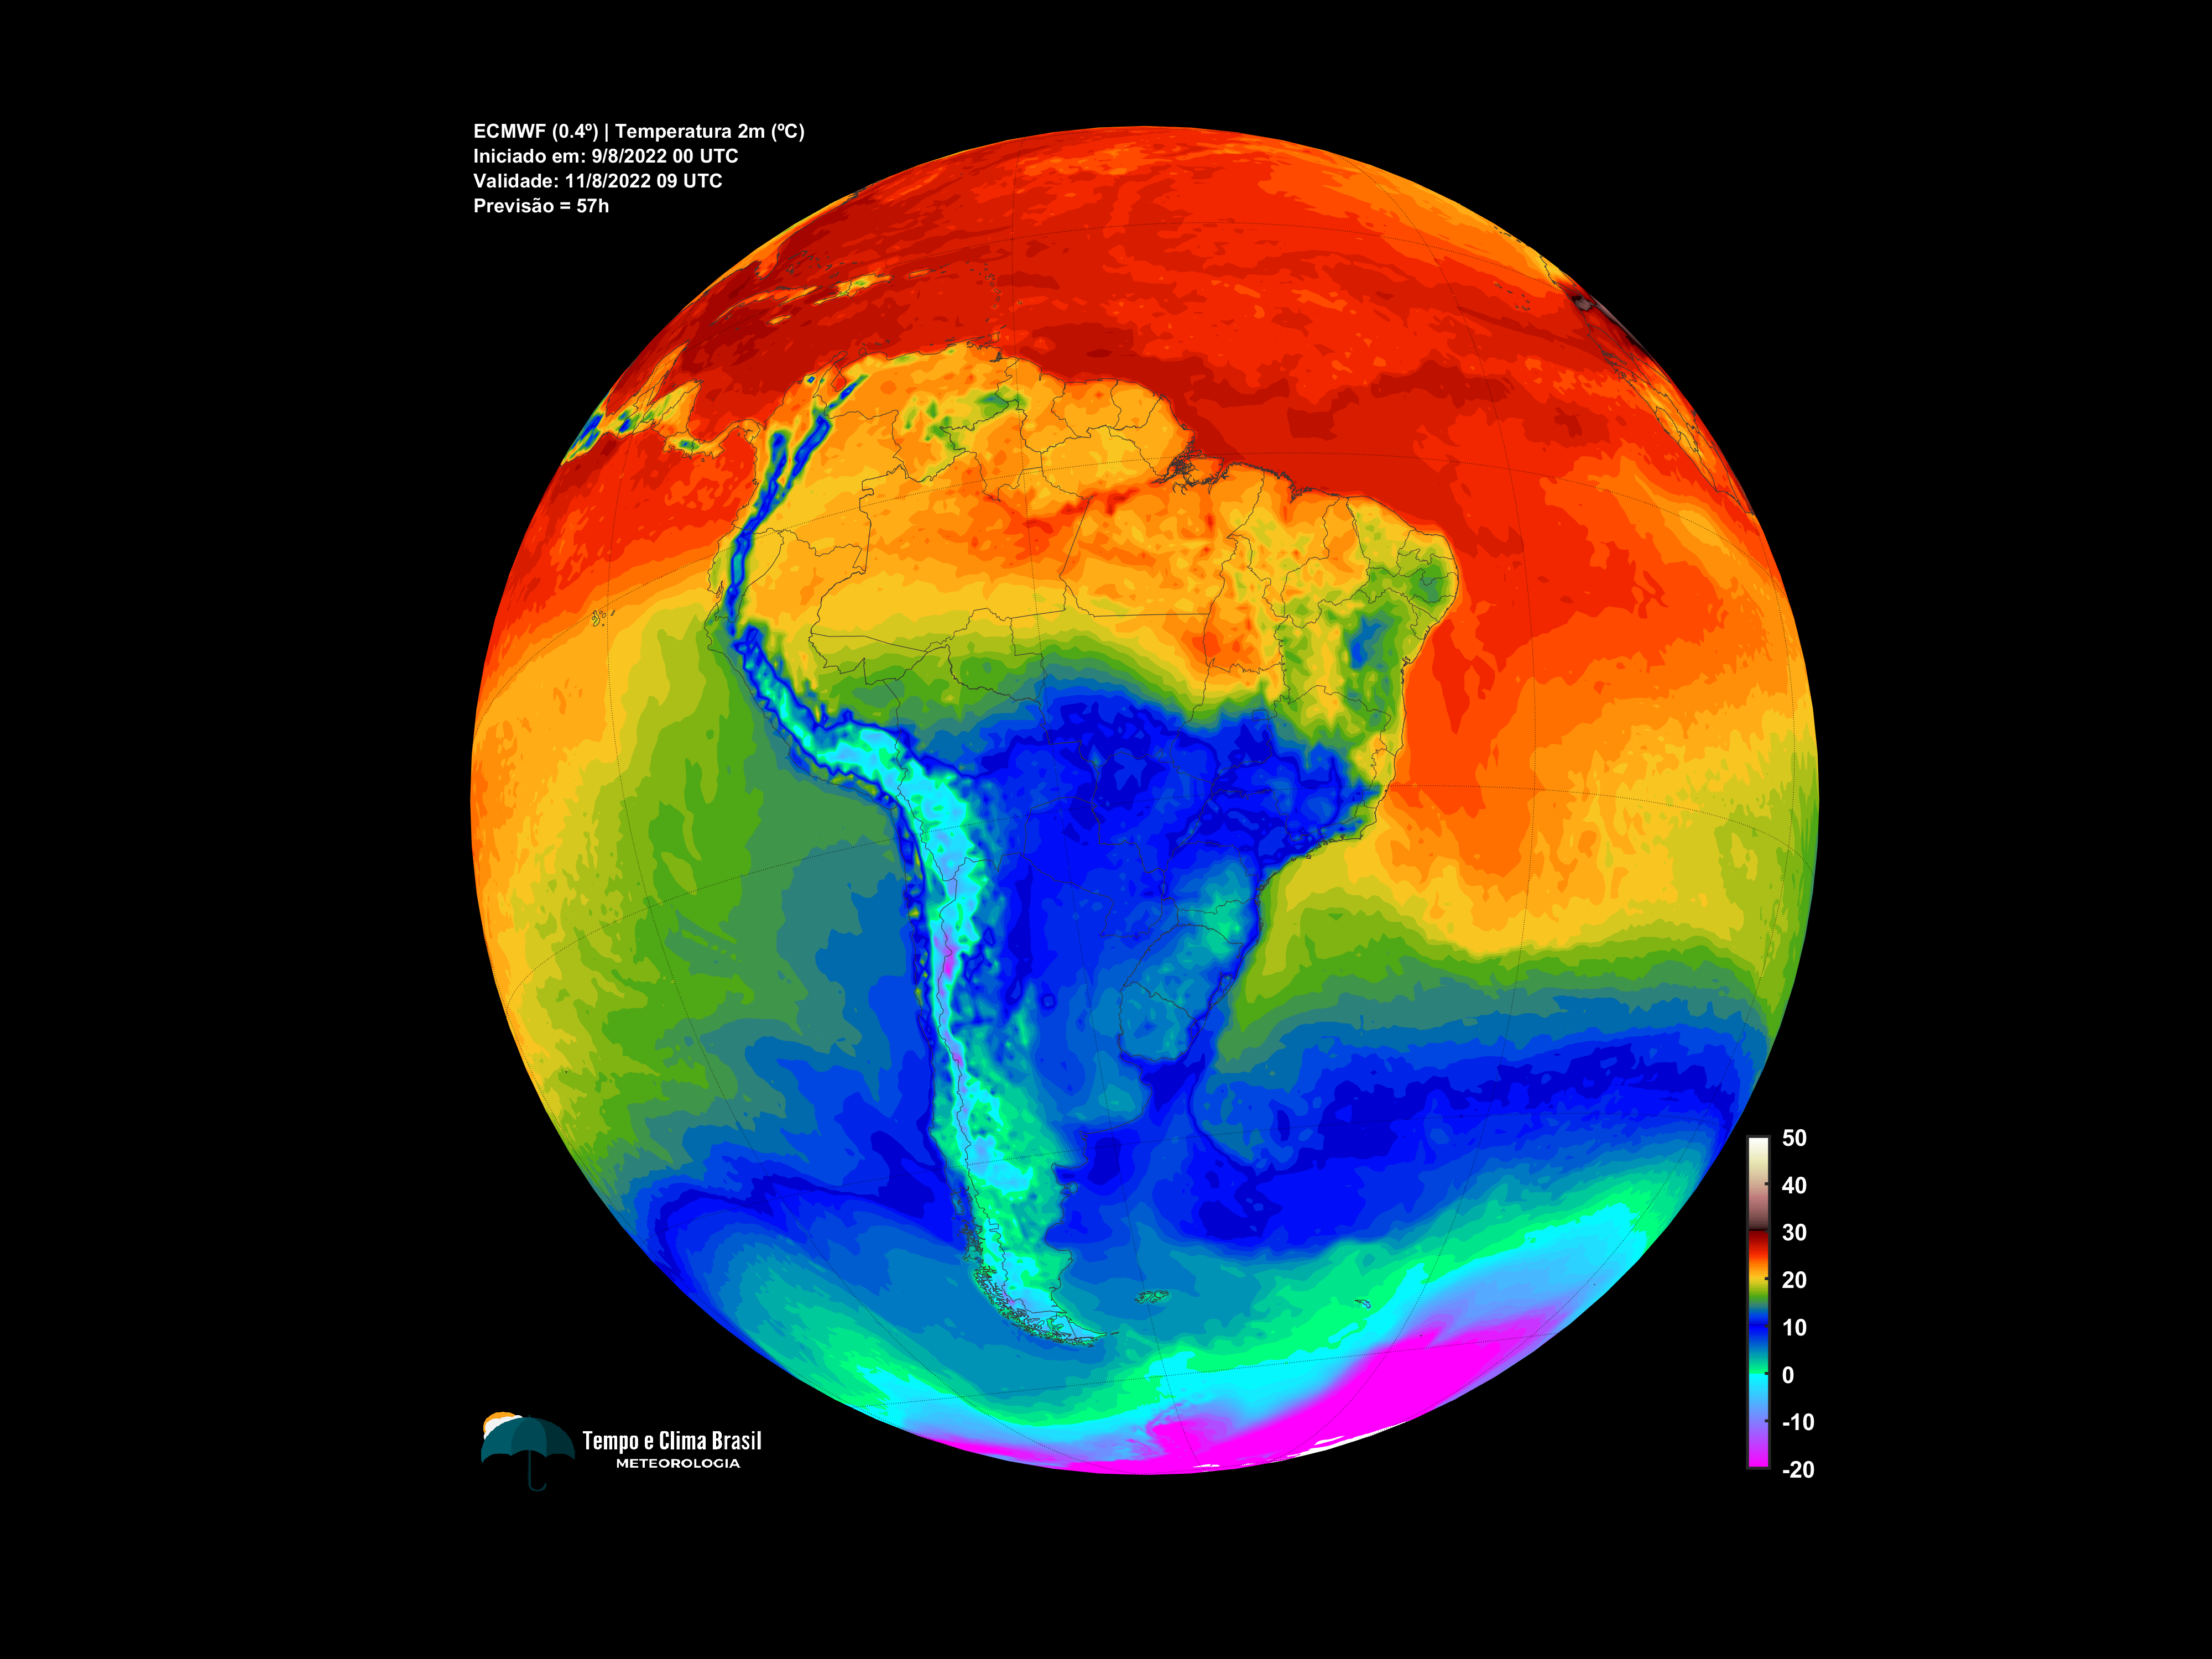 ECMWF (0.4º) | Temperatura 2m (ºC)
Iniciado em: 9/8/2022 00 UTC
Validade: 11/8/2022 09 UTC
Previsão = 57h
50
40
30
20
10
0
-10
-20
Tempo e Clima Brasil
METEOROLOGIA